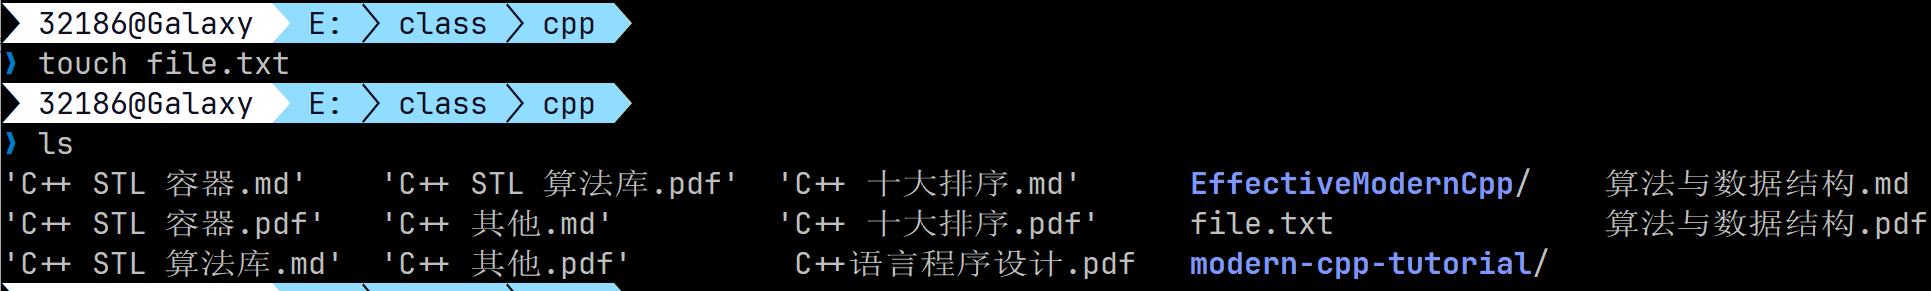 32186@Galaxy E: class cpp
❯ touch file.txt
32186@Galaxy E: class cpp
❯ ls
'C++ STL 容器.md' 'C++ STL 算法库.pdf' 'C++ 十大排序.md' EffectiveModernCpp/ 算法与数据结构.md
'C++ STL 容器.pdf' 'C++ 其他.md' 'C++ 十大排序.pdf' file.txt 算法与数据结构.pdf
'C++ STL 算法库.md' 'C++ 其他.pdf' C++语言程序设计.pdf modern-cpp-tutorial/